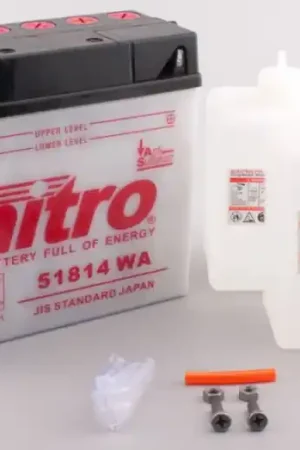 UPPER LEVEL
LOWER LEVEL
A
nitro®
TTERY FULL OF ENERGY
51814 WA
JIS STANDARD JAPAN